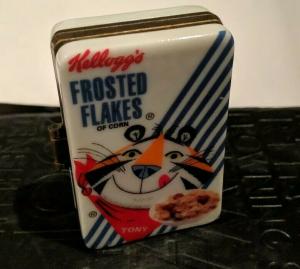 Kellogg's
FROSTED
FLAKES
OF CORN
®
®
TONY